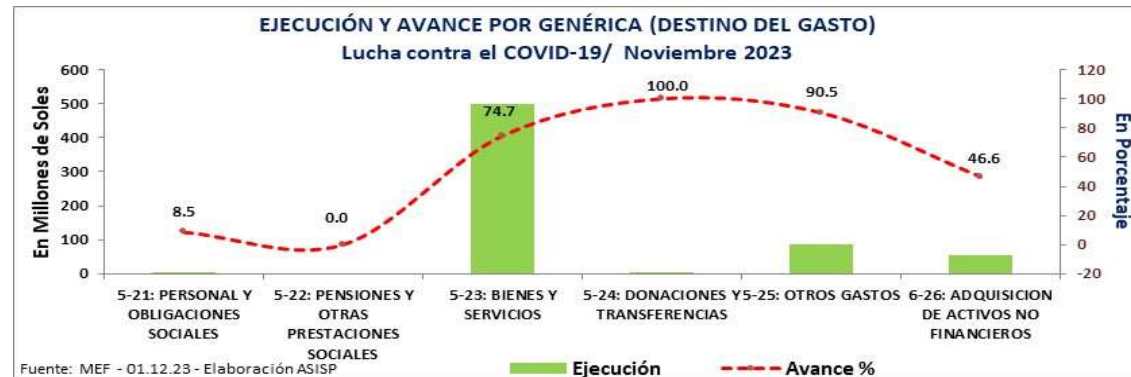 EJECUCIÓN Y AVANCE POR GENÉRICA (DESTINO DEL GASTO)
Lucha contra el COVID-19/ Noviembre 2023
En Millones de Soles
600
500
400
300
200
100
0
8.5
0.0
74.7
100.0
90.5
46.6
120
100
80
60
40
20
0
-20
En Porcentaje
5-21: PERSONAL Y
OBLIGACIONES
SOCIALES
5-22: PENSIONES Y
OTRAS
PRESTACIONES
SOCIALES
5-23: BIENES Y
SERVICIOS
5-24: DONACIONES Y
TRANSFERENCIAS
5-25: OTROS GASTOS
6-26: ADQUISICION
DE ACTIVOS NO
FINANCIEROS
Fuente: MEF - 01.12.23 - Elaboración ASISP
Ejecución
Avance %